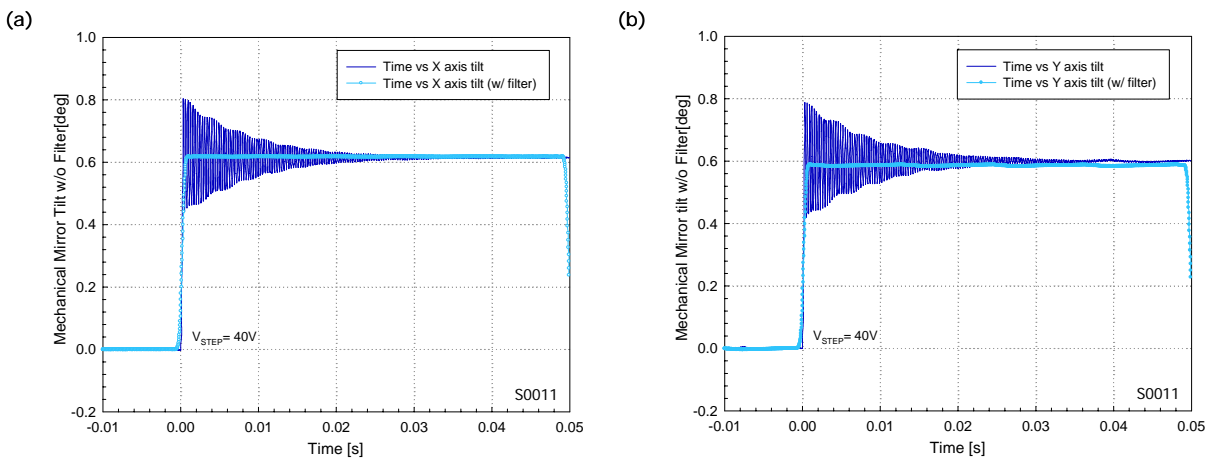 (a)
Mechanical Mirror Tilt w/o Filter[deg]
1.0
0.8
0.6
0.4
0.2
0.0
-0.2
Time vs X axis tilt
Time vs X axis tilt (w/ filter)
VSTEP= 40V
S0011
-0.01 0.00 0.01 0.02 0.03 0.04 0.05
Time [s]
(b)
Mechanical Mirror tilt w/o Filter[deg]
1.0
0.8
0.6
0.4
0.2
0.0
-0.2
Time vs Y axis tilt
Time vs Y axis tilt (w/ filter)
VSTEP= 40V
S0011
-0.01 0.00 0.01 0.02 0.03 0.04 0.05
Time [s]